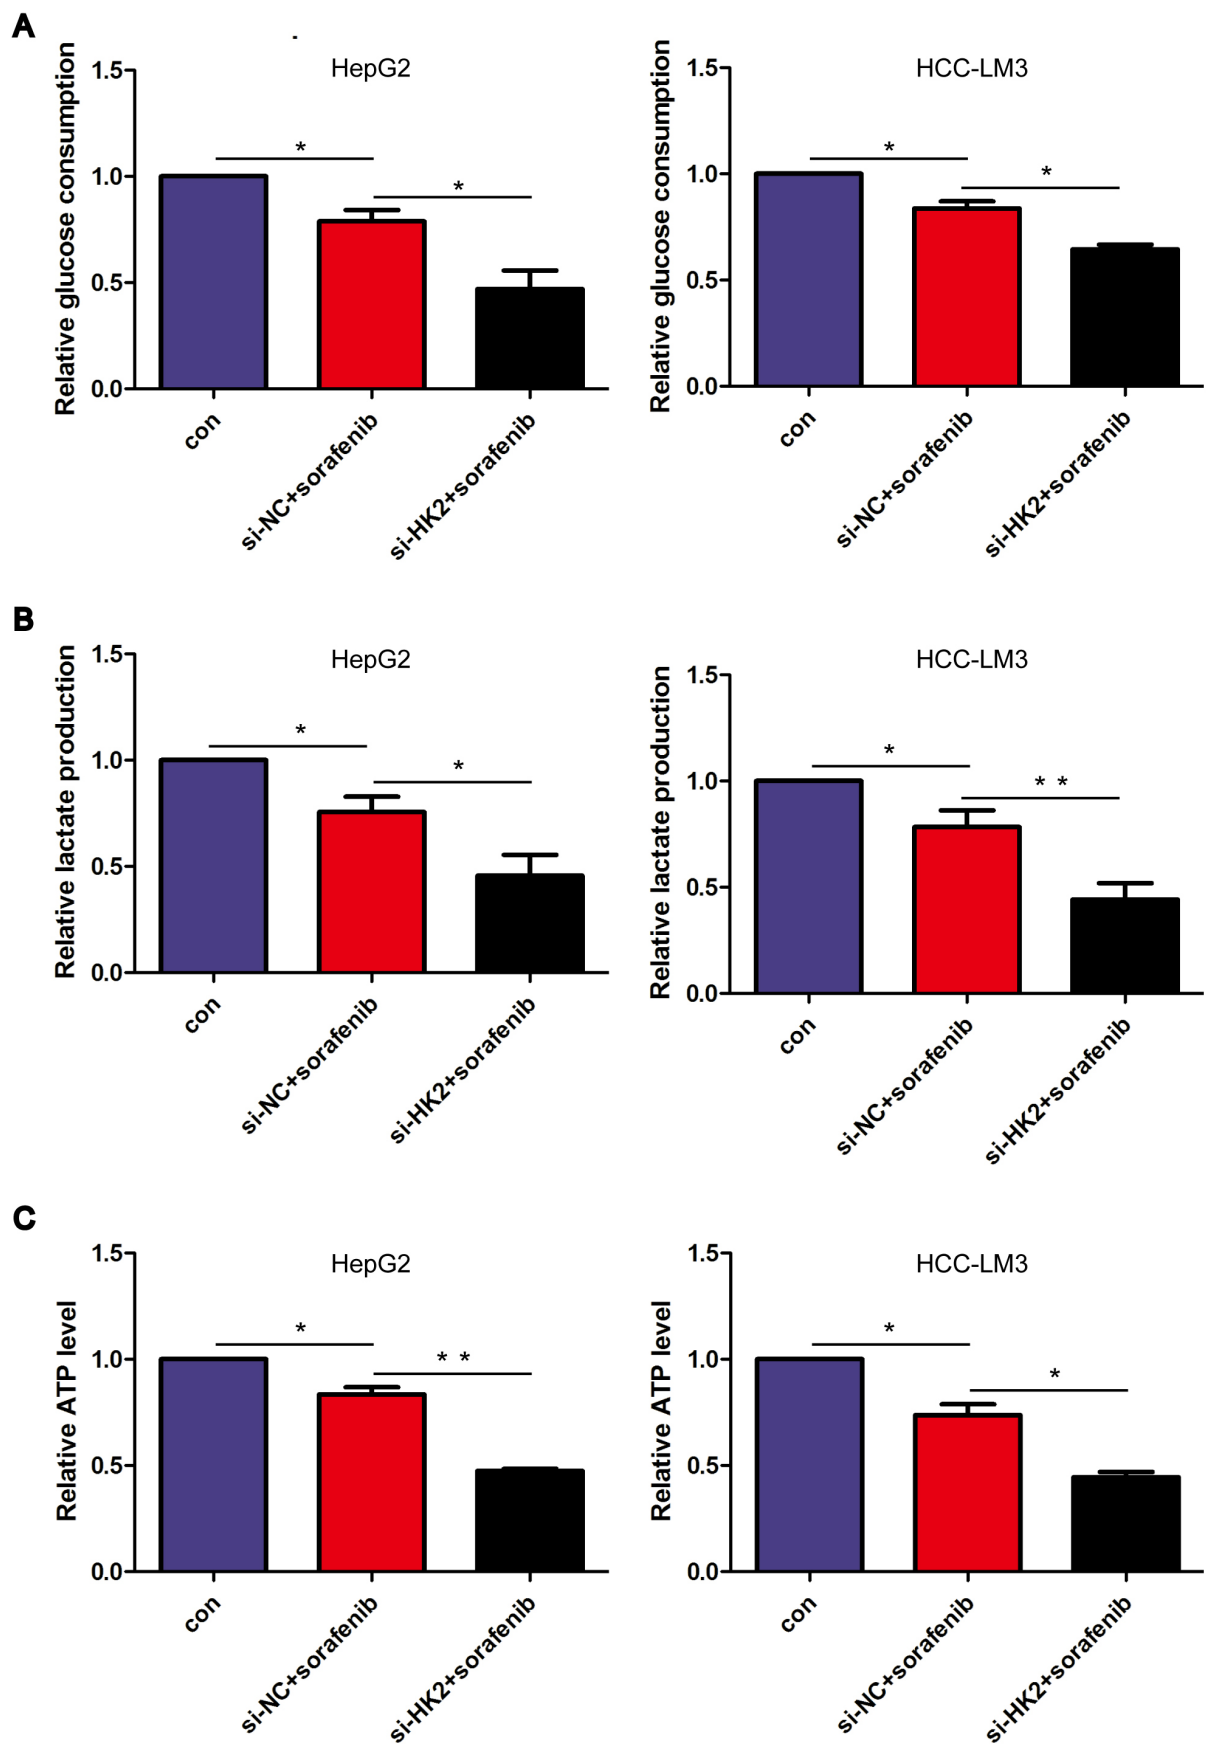 A
HepG2
Relative glucose consumption
1.5
1.0
0.5
0.0
*
*
con
si-NC+sorafenib
si-HK2+sorafenib
HCC-LM3
Relative glucose consumption
1.5
1.0
0.5
0.0
*
*
con
si-NC+sorafenib
si-HK2+sorafenib
B
HepG2
Relative lactate production
1.5
1.0
0.5
0.0
*
*
con
si-NC+sorafenib
si-HK2+sorafenib
HCC-LM3
Relative lactate production
1.5
1.0
0.5
0.0
*
* *
con
si-NC+sorafenib
si-HK2+sorafenib
C
HepG2
Relative ATP level
1.5
1.0
0.5
0.0
*
* *
con
si-NC+sorafenib
si-HK2+sorafenib
HCC-LM3
Relative ATP level
1.5
1.0
0.5
0.0
*
*
con
si-NC+sorafenib
si-HK2+sorafenib